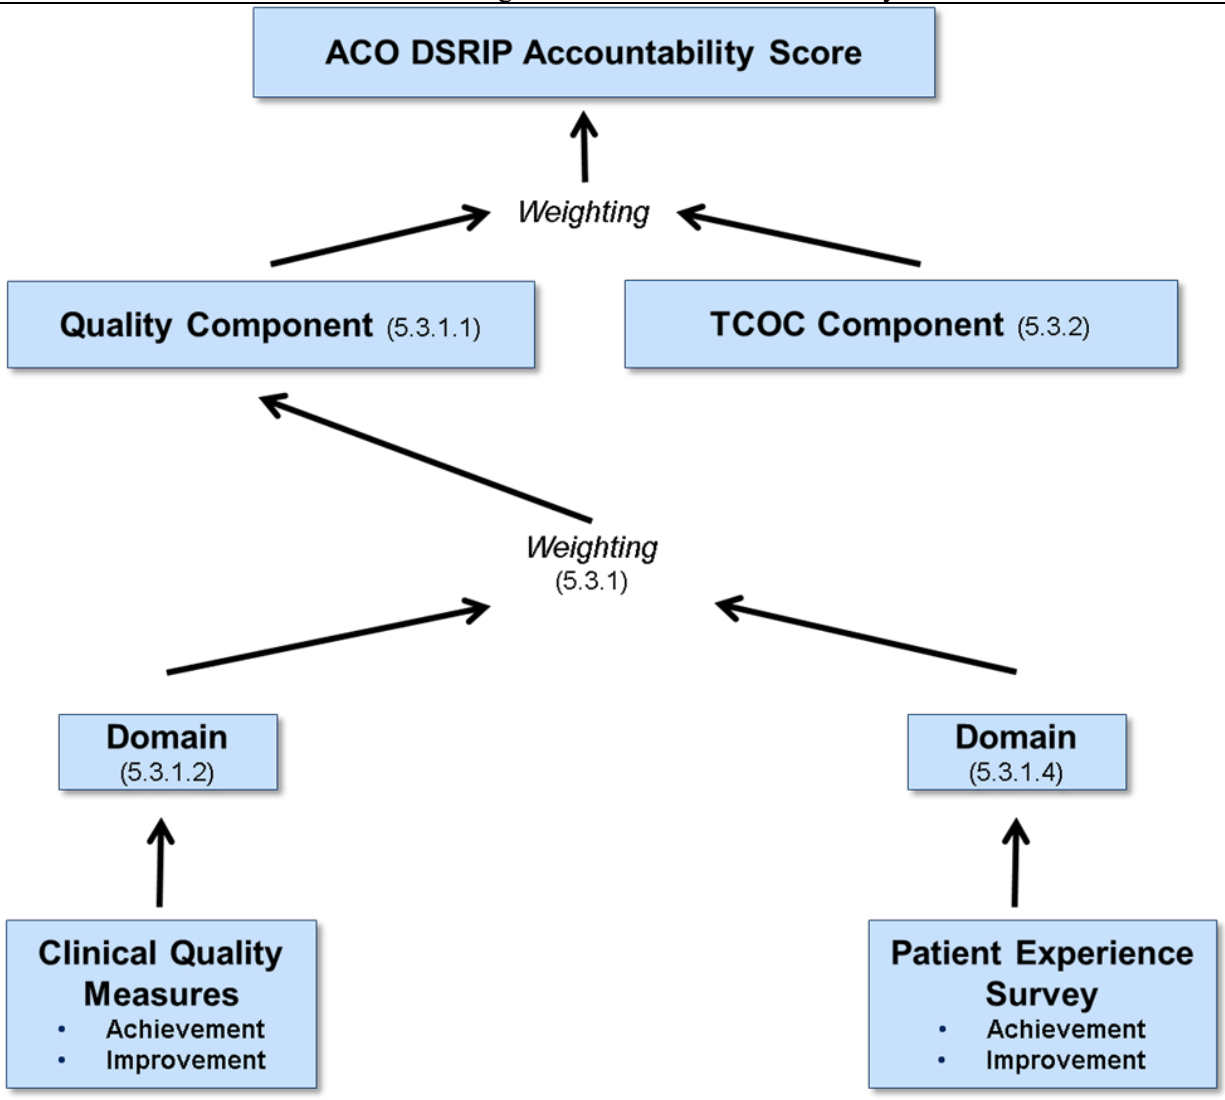 ACO DSRIP Accountability Score
Weighting
Quality Component (5.3.1.1)
TCOC Component (5.3.2)
Weighting
(5.3.1)
Domain
(5.3.1.2)
Domain
(5.3.1.4)
Clinical Quality
Measures
• Achievement
• Improvement
Patient Experience
Survey
• Achievement
• Improvement